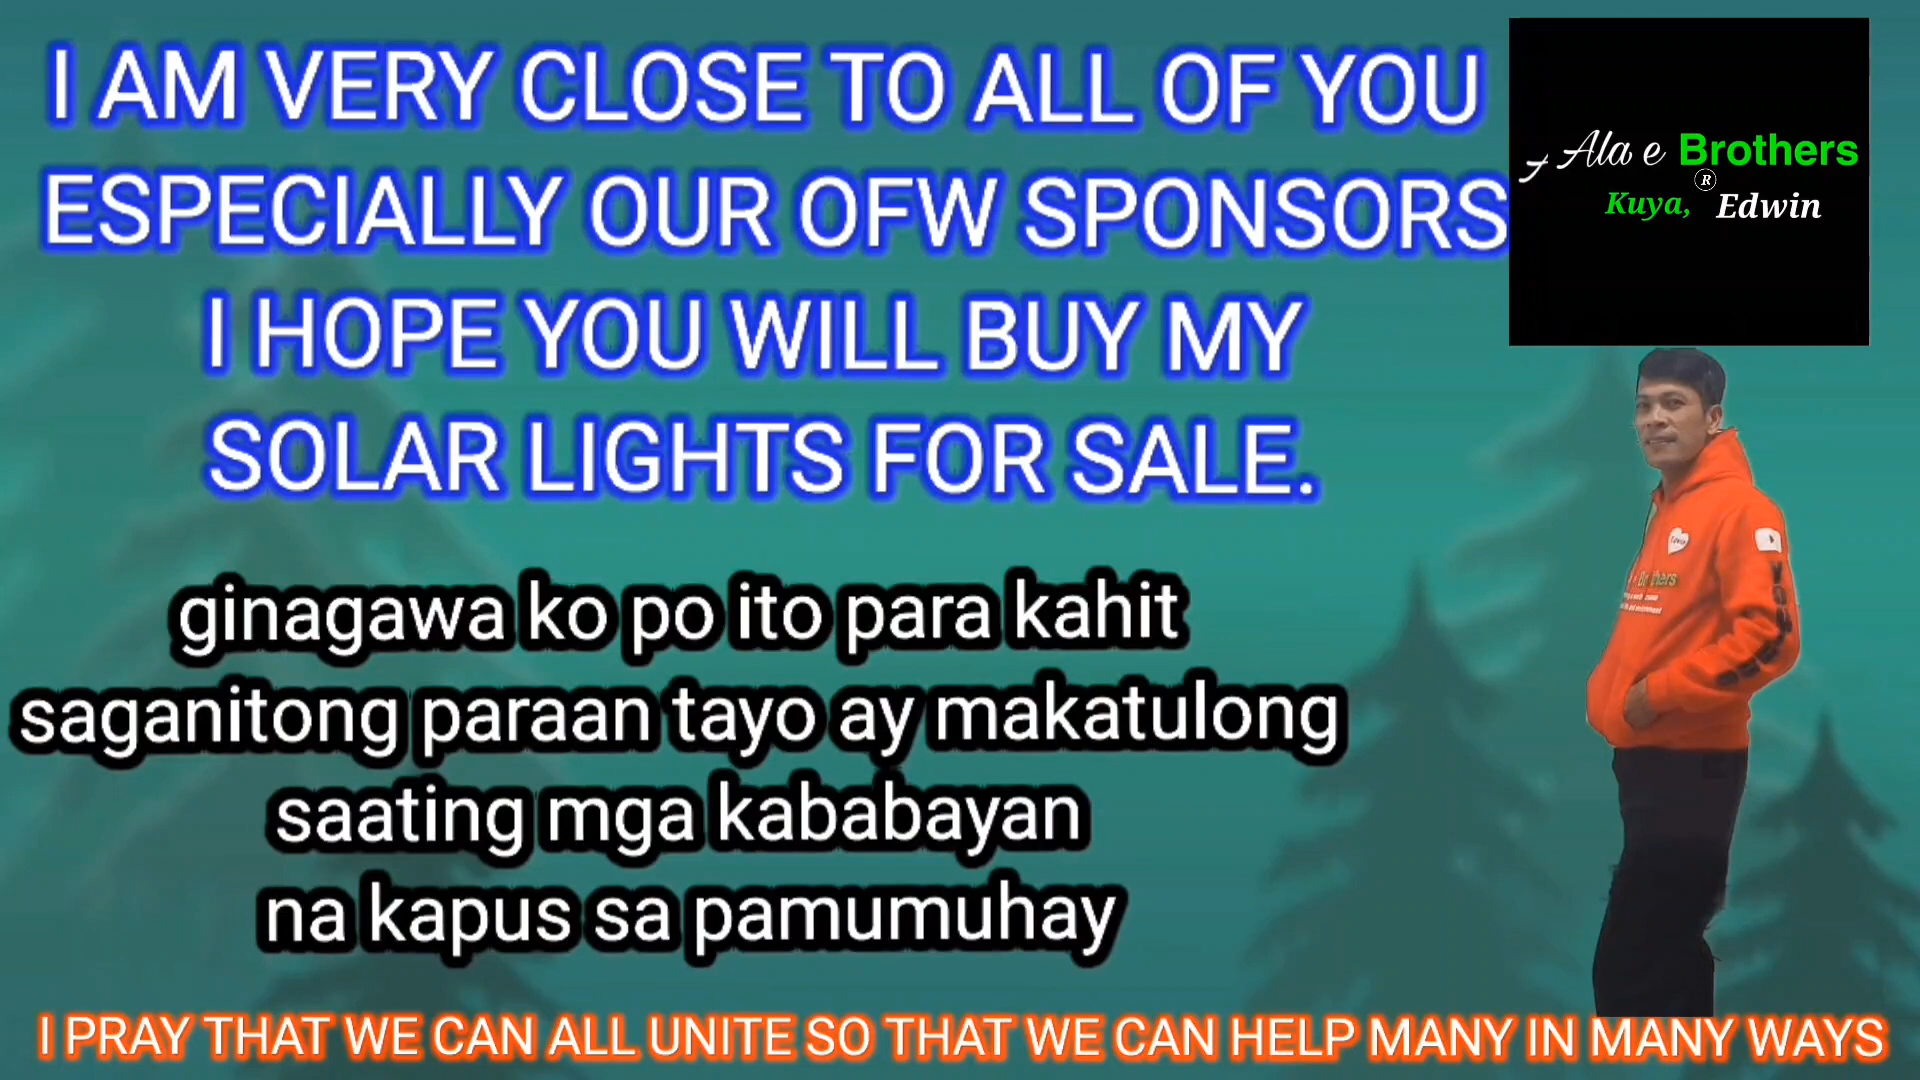 I AM VERY CLOSE TO ALL OF YOU
ESPECIALLY OUR OFW SPONSORS
I HOPE YOU WILL BUY MY
SOLAR LIGHTS FOR SALE.
Ala e Brothers
®
Kuya, Edwin
ginagawa ko po ito para kahit
saganitong paraan tayo ay makatulong
saating mga kababayan
na kapus sa pamumuhay
I PRAY THAT WE CAN ALL UNITE SO THAT WE CAN HELP MANY IN MANY WAYS